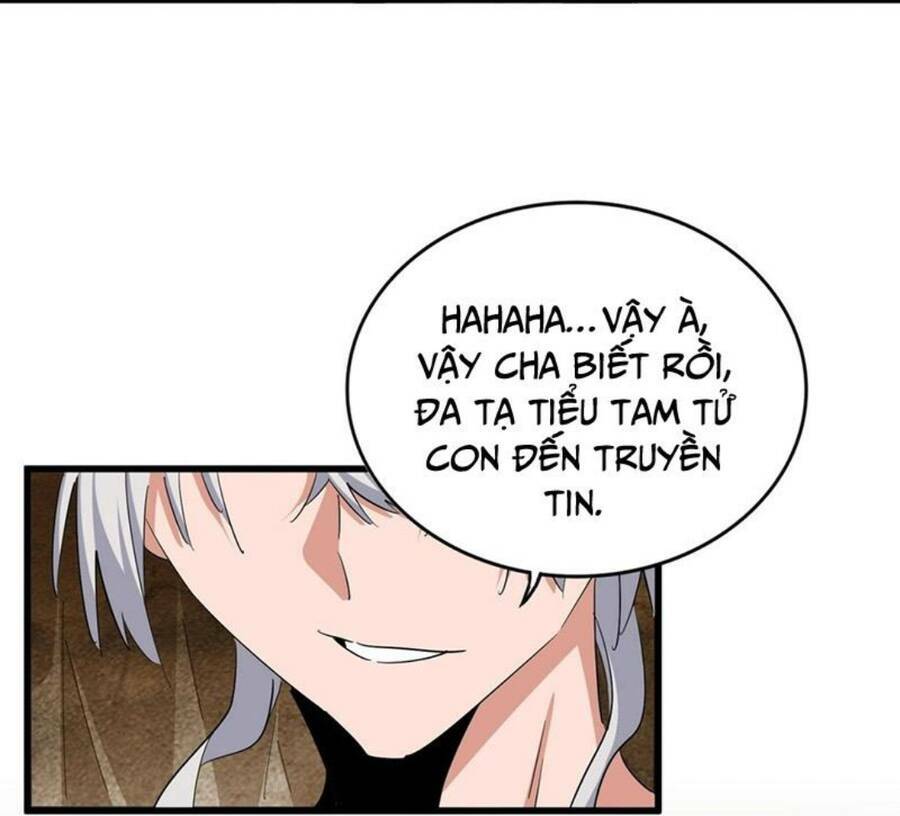 HAHAHA... VẬY À,
VẬY CHA BIẾT RỒI,
ĐA TẠ TIỂU TAM TỬ
CON ĐẾN TRUYỀN
TIN.